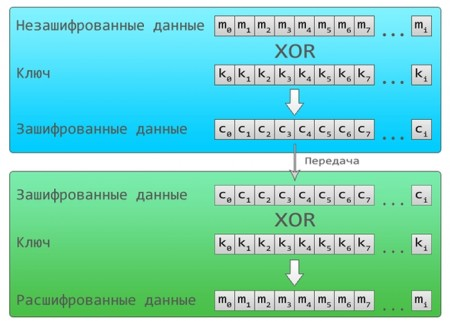 Незашифрованные данные m₀ m₁ m₂ m₃ m₄ m₅ m₆ m₇ ... mᵢ
XOR
Ключ k₀ k₁ k₂ k₃ k₄ k₅ k₆ k₇ ... kᵢ
Зашифрованные данные c₀ c₁ c₂ c₃ c₄ c₅ c₆ c₇ ... cᵢ
Передача
Зашифрованные данные c₀ c₁ c₂ c₃ c₄ c₅ c₆ c₇ ... cᵢ
XOR
Ключ k₀ k₁ k₂ k₃ k₄ k₅ k₆ k₇ ... kᵢ
Расшифрованные данные m₀ m₁ m₂ m₃ m₄ m₅ m₆ m₇ ... mᵢ